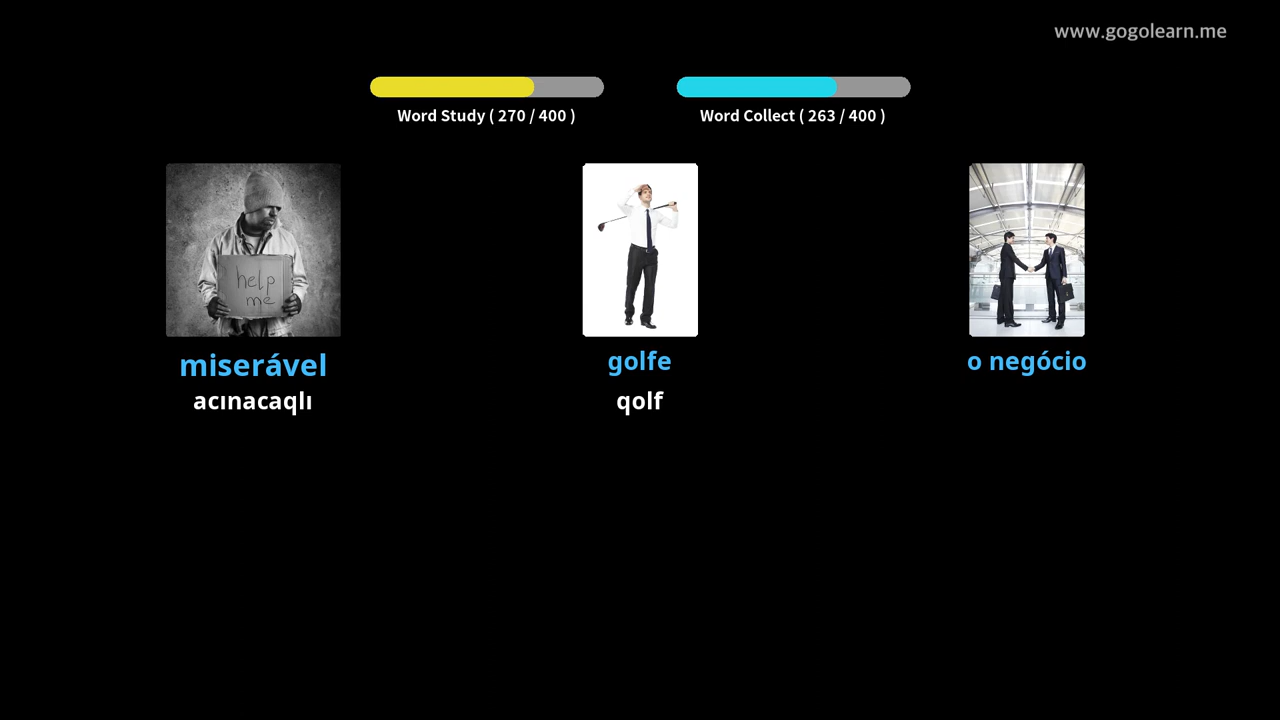 www.gogolearn.me
Word Study ( 270 / 400 )
Word Collect ( 263 / 400 )
help
me
miserável
golfe
o negócio
acınacaqlı
qolf